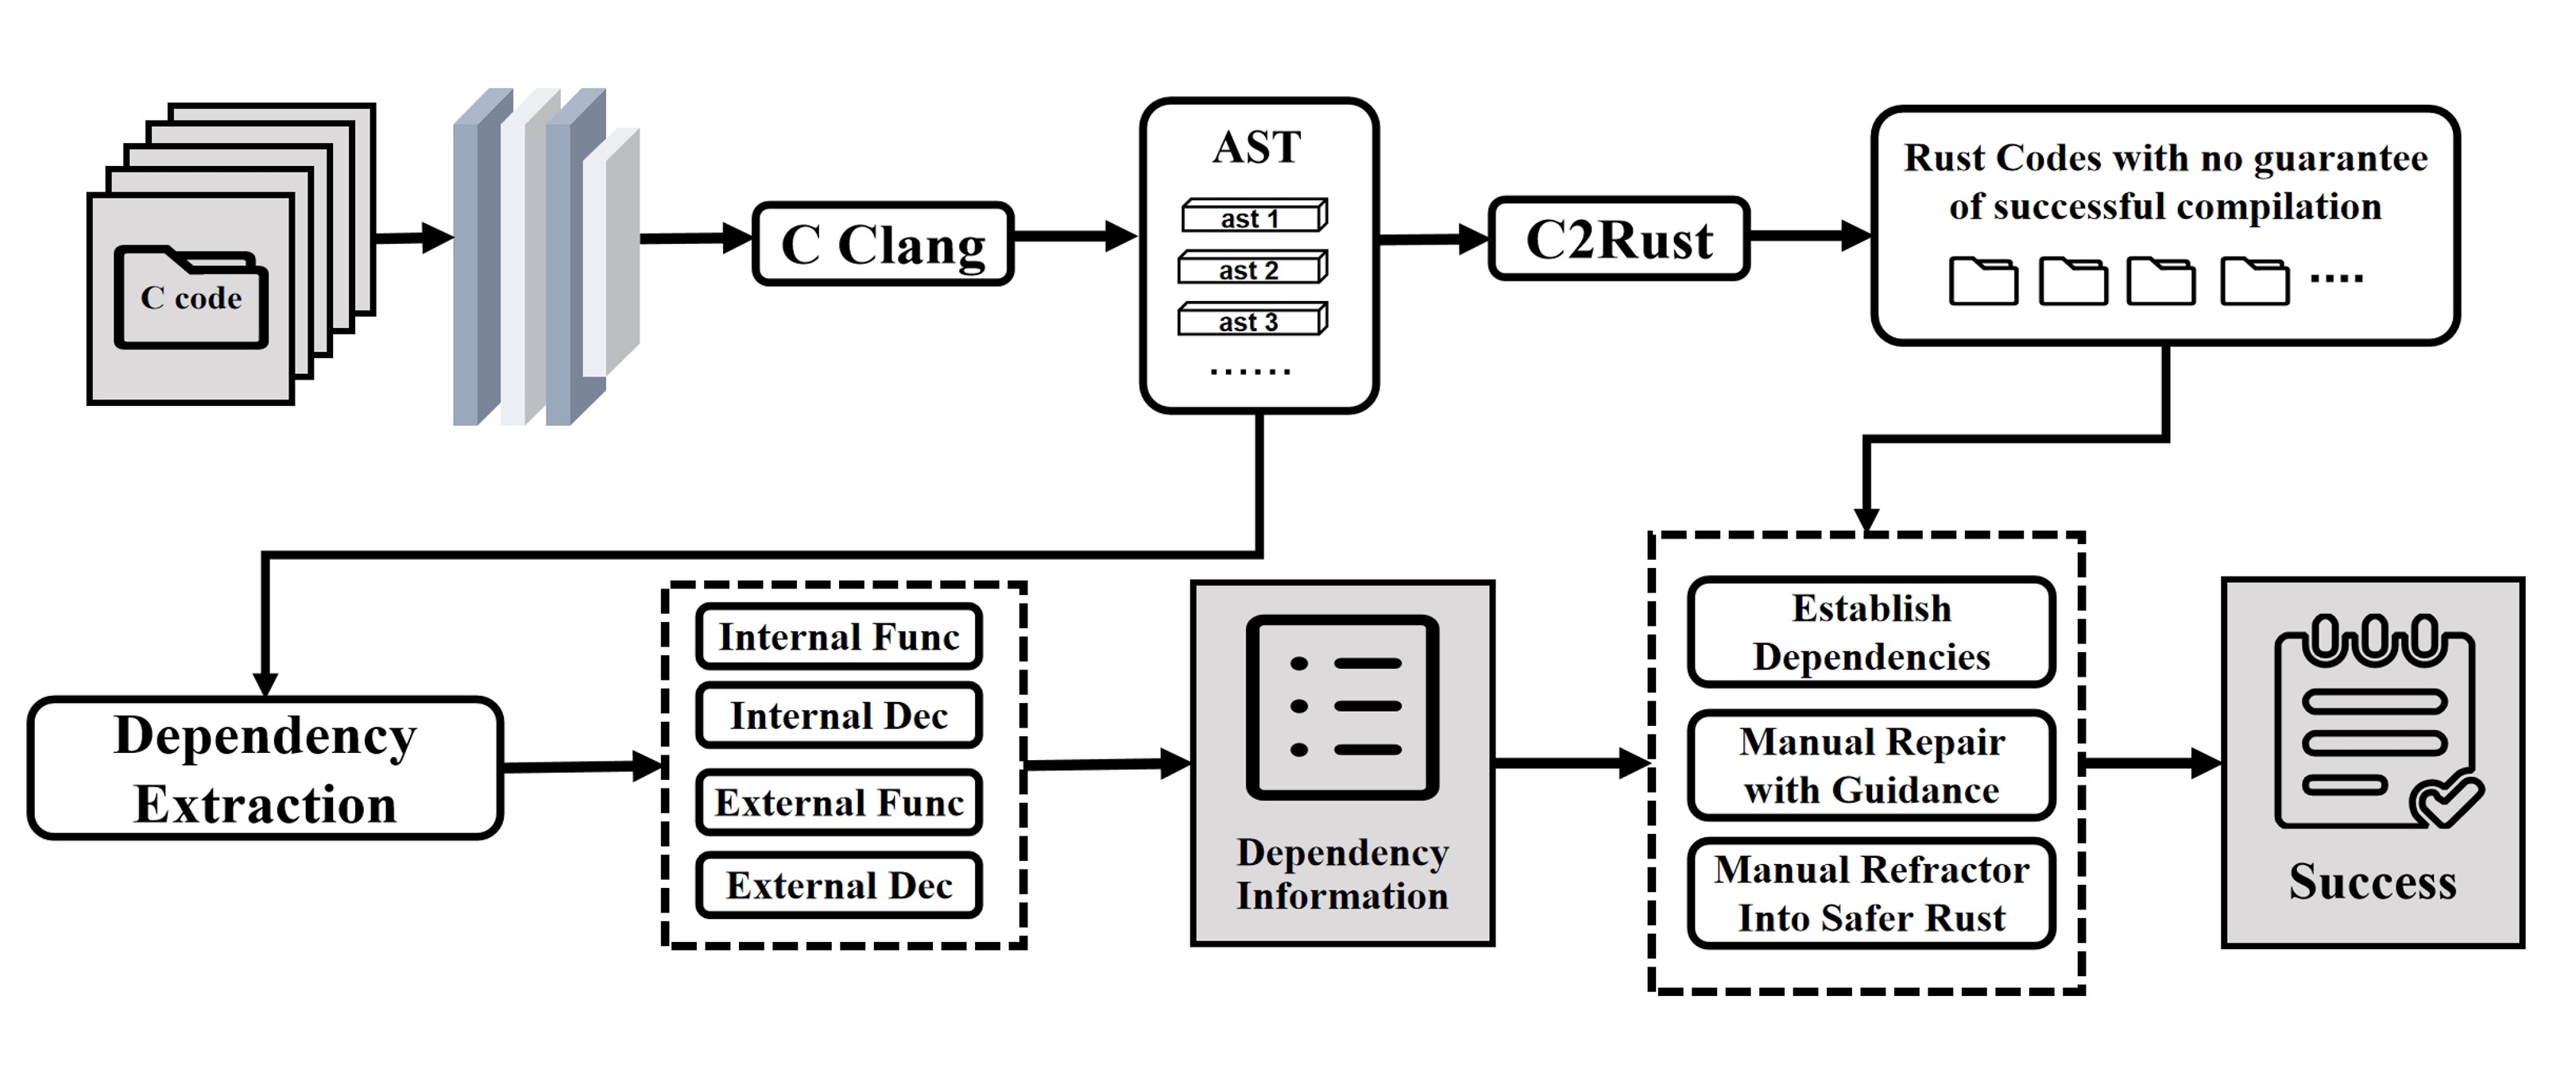 C code
C Clang
AST
ast 1
ast 2
ast 3
......
C2Rust
Rust Codes with no guarantee
of successful compilation
....
Dependency
Extraction
Internal Func
Internal Dec
External Func
External Dec
Dependency
Information
Establish
Dependencies
Manual Repair
with Guidance
Manual Refractor
Into Safer Rust
Success